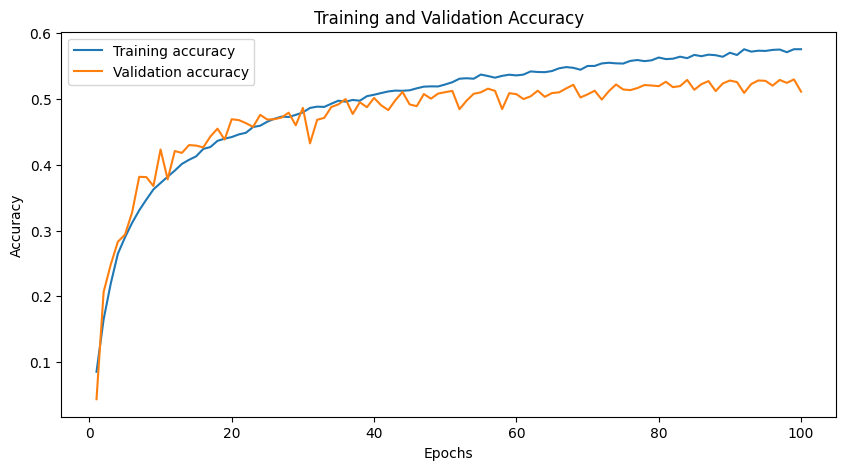 Training and Validation Accuracy
Training accuracy
Validation accuracy
0.6
0.5
0.4
0.3
0.2
0.1
Accuracy
0 20 40 60 80 100
Epochs